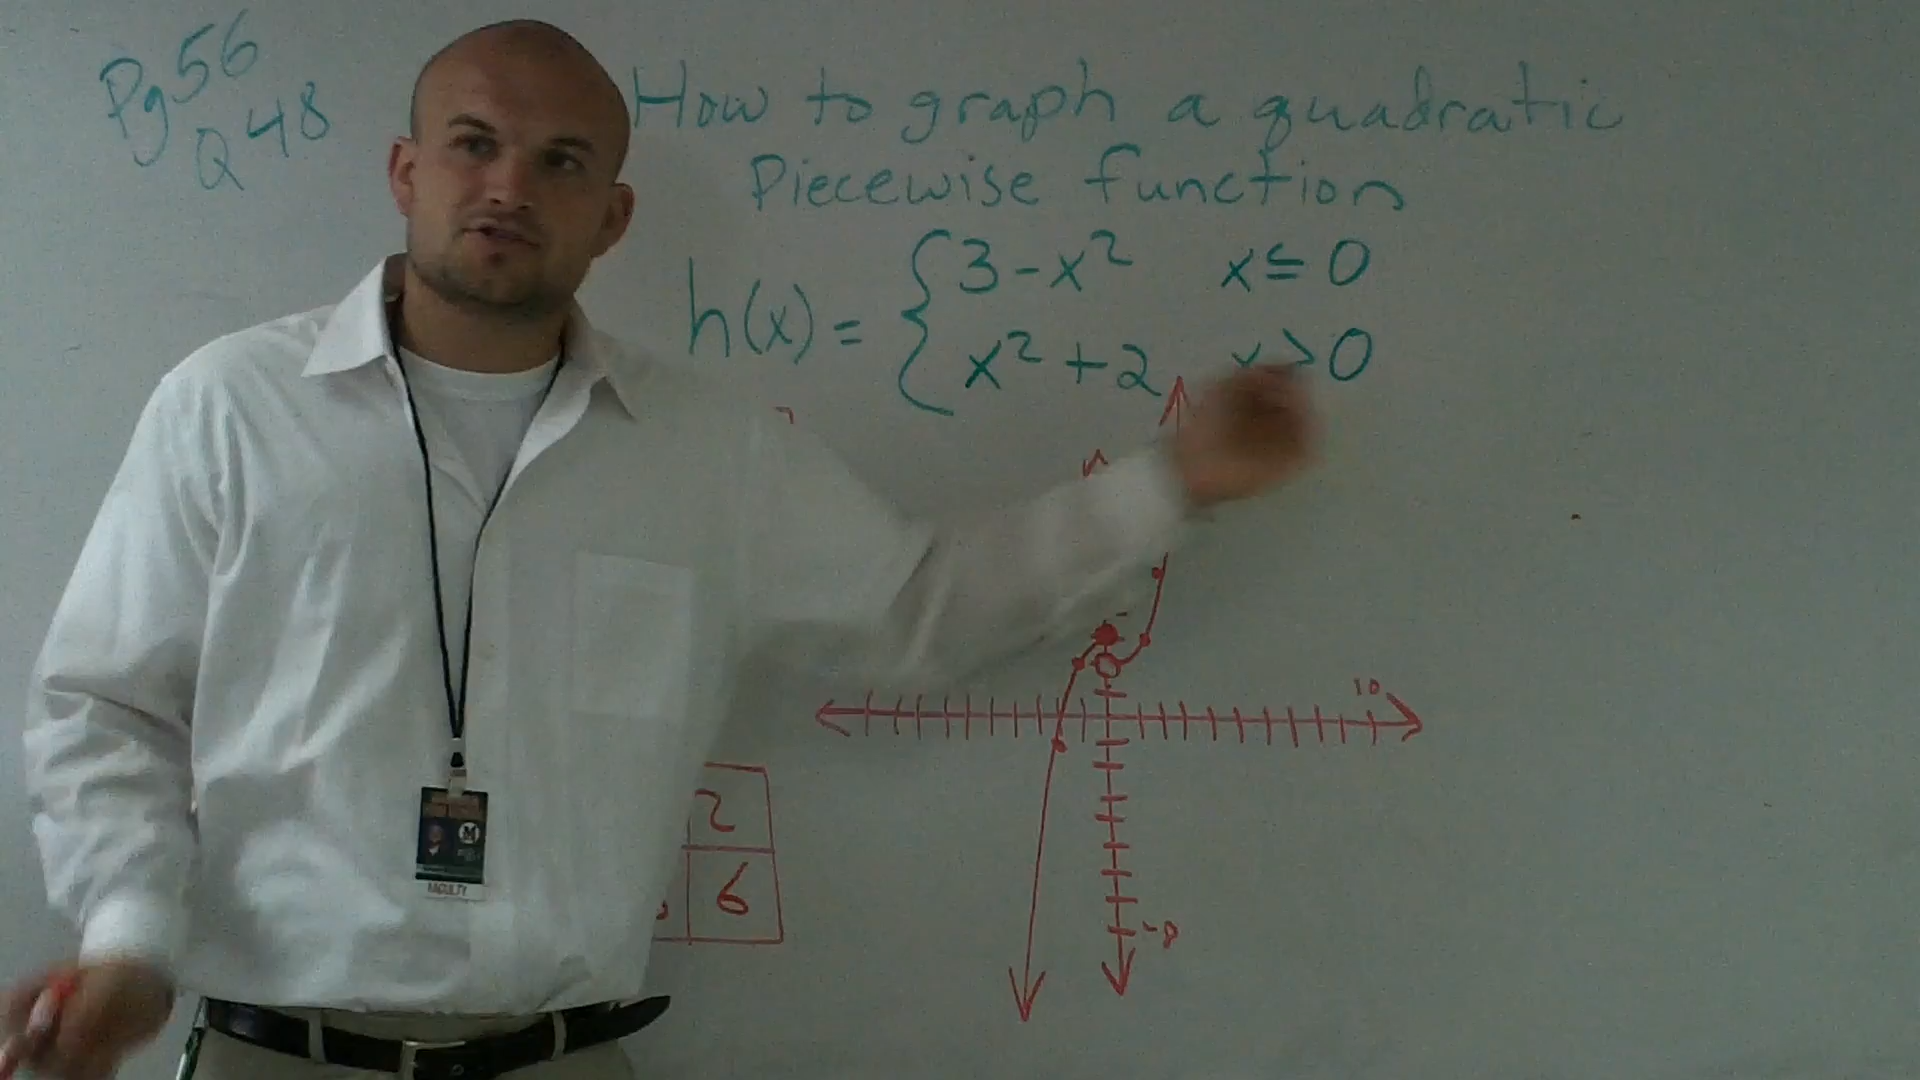 Pg 56
Q 48
How to graph a quadratic
Piecewise function
h(x) = { 3 - x² x ≤ 0
x² + 2 x > 0
10
-8
2
6
M
FACULTY